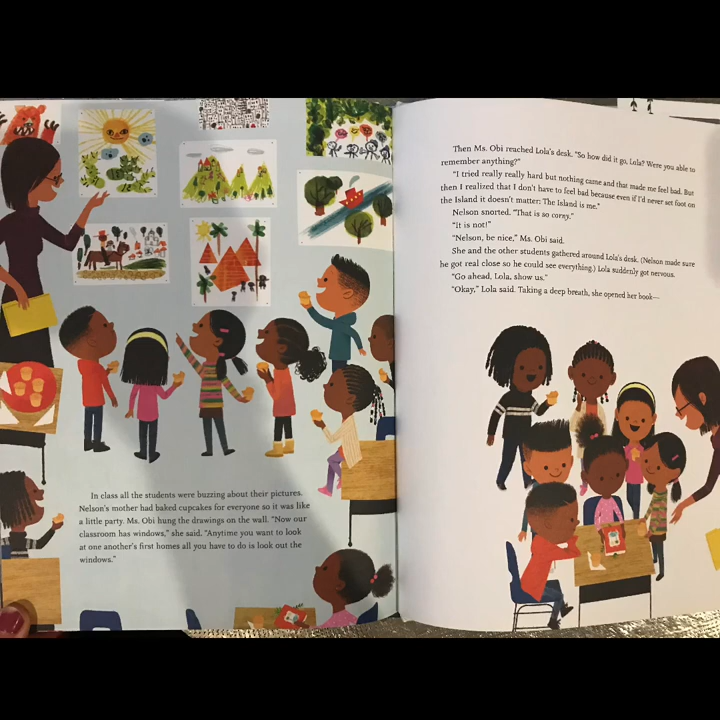 In class all the students were buzzing about their pictures.
Nelson's mother had baked cupcakes for everyone so it was like
a little party. Ms. Obi hung the drawings on the wall. "Now our
classroom has windows," she said. "Anytime you want to look
at one another's first homes all you have to do is look out the
windows."
Then Ms. Obi reached Lola's desk. "So how did it go, Lola? Were you able to
remember anything?"
"I tried really really hard but nothing came and that made me feel bad. But
then I realized that I don't have to feel bad because even if I'd never set foot on
the Island it doesn't matter: The Island is me."
Nelson snorted. "That is so corny."
"It is not!"
"Nelson, be nice," Ms. Obi said.
She and the other students gathered around Lola's desk. (Nelson made sure
he got real close so he could see everything.) Lola suddenly got nervous.
"Go ahead, Lola, show us."
"Okay," Lola said. Taking a deep breath, she opened her book—